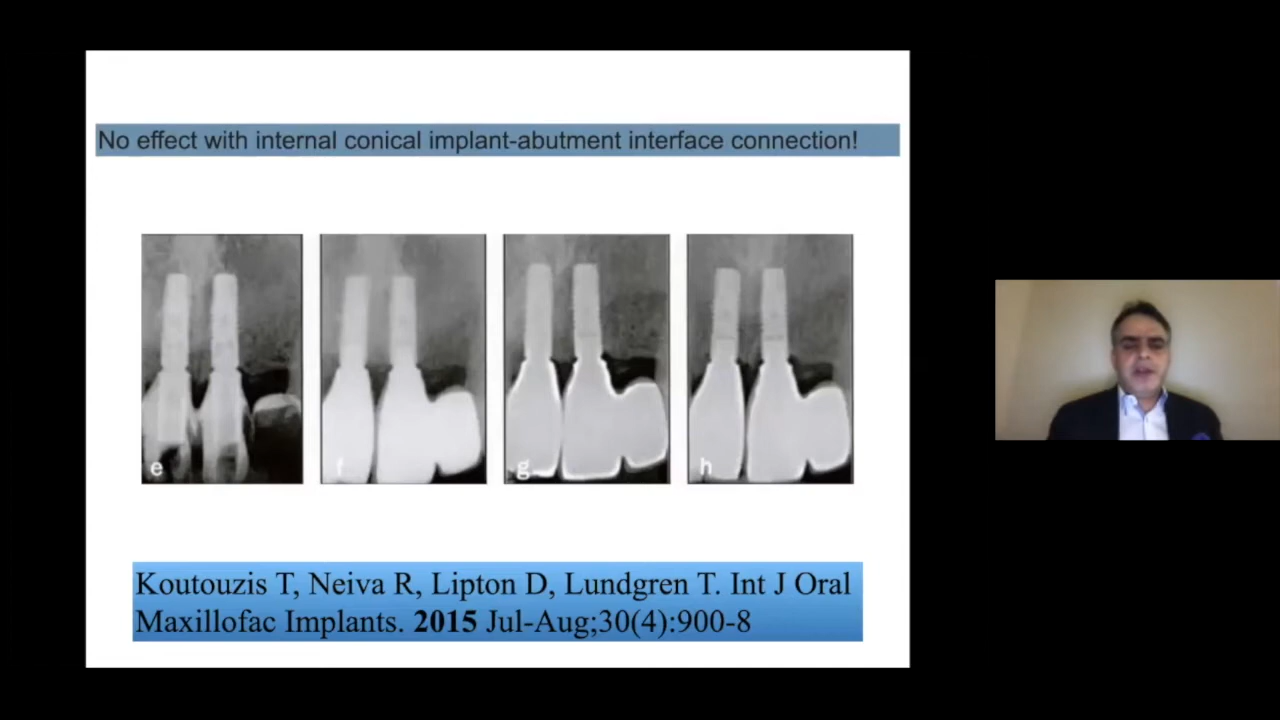 No effect with internal conical implant-abutment interface connection!
e f g h
Koutouzis T, Neiva R, Lipton D, Lundgren T. Int J Oral
Maxillofac Implants. 2015 Jul-Aug;30(4):900-8